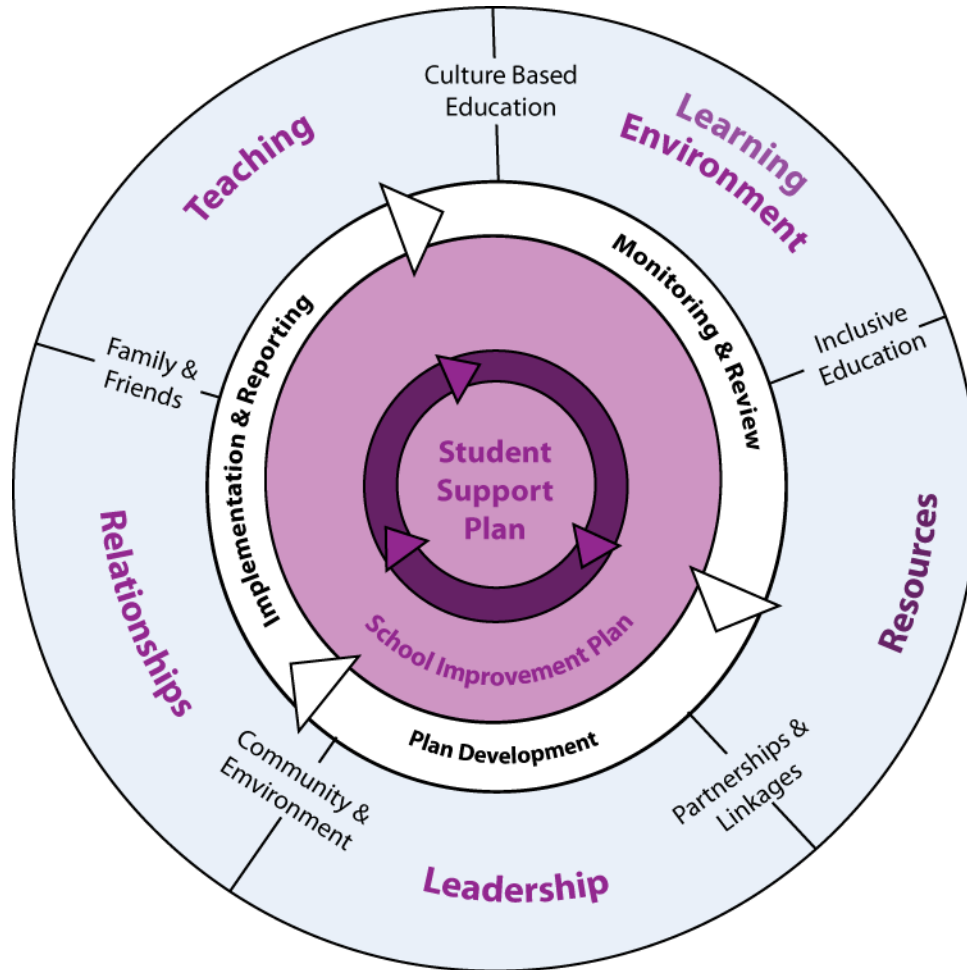 Culture Based
Education
Learning
Environment
Teaching
Monitoring & Review
Inclusive
Education
Family &
Friends
Implementation & Reporting
Student
Support
Plan
Resources
Relationships
School Improvement Plan
Plan Development
Community &
Emvironment
Partnerships &
Linkages
Leadership